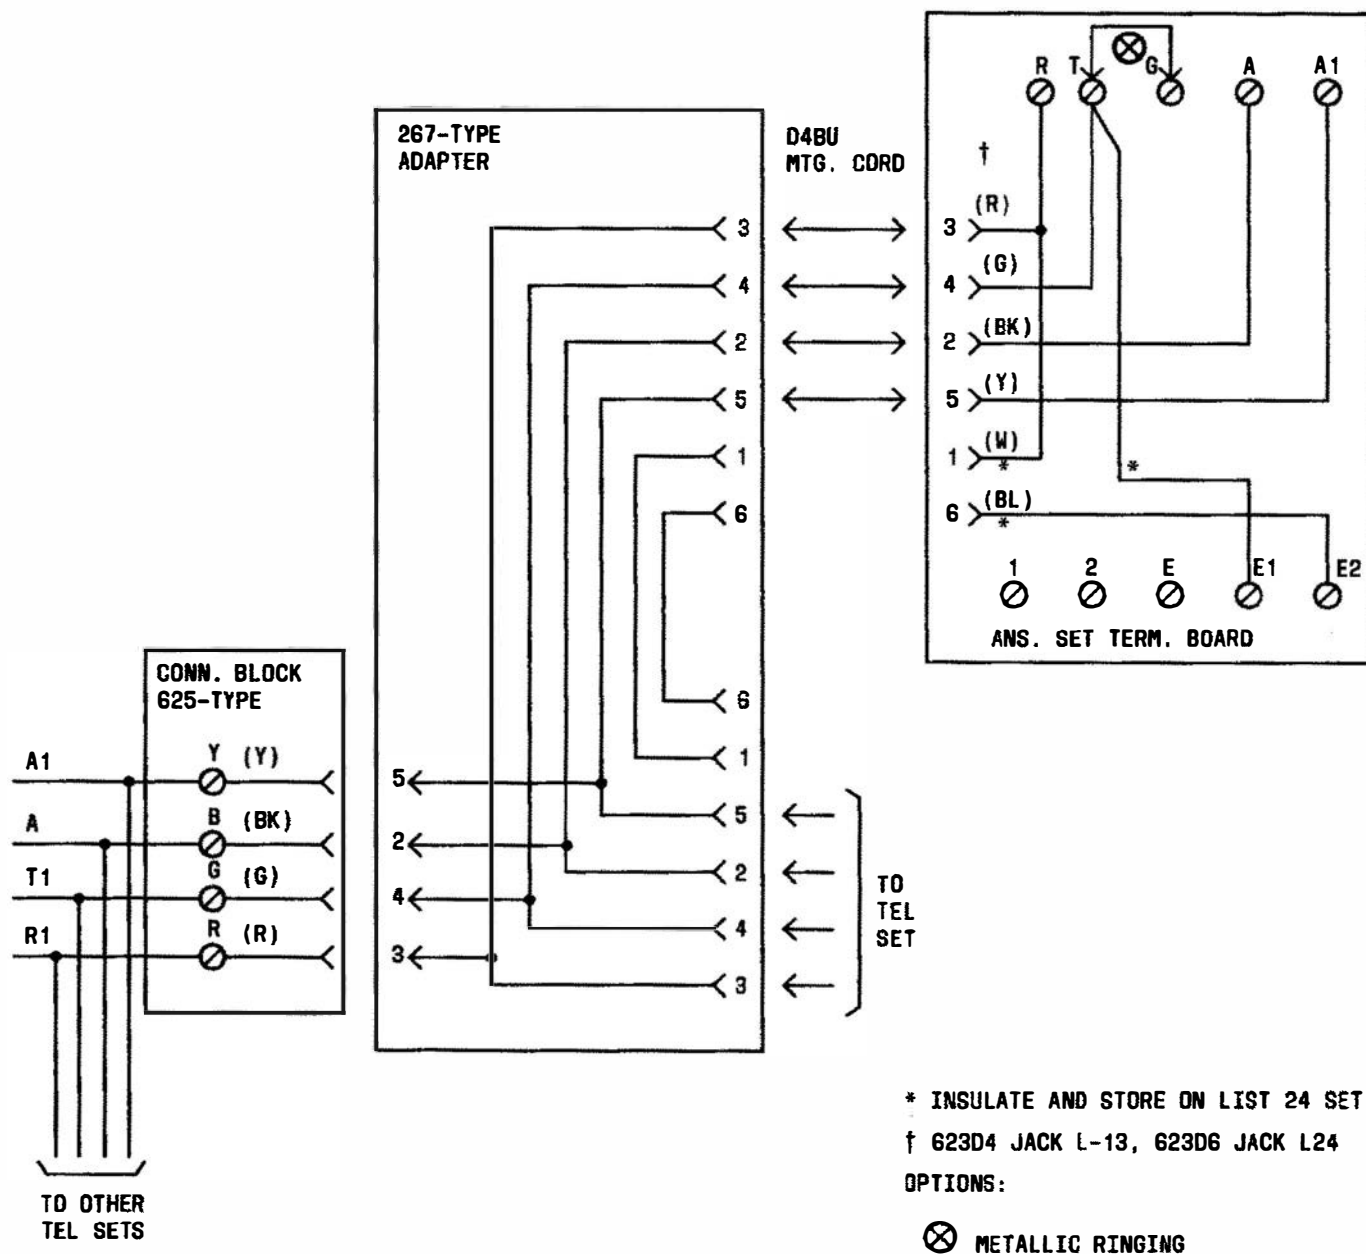 267-TYPE
ADAPTER
D4BU
MTG. CORD
R T G A A1
†
3 3 (R)
4 4 (G)
2 2 (BK)
5 5 (Y)
1 1 (W)
*
*
6 6 (BL)
*
1 2 E E1 E2
ANS. SET TERM. BOARD
CONN. BLOCK
625-TYPE
6
1
A1 Y (Y) 5
5
A B (BK) 2
2
T1 G (G) 4
4
R1 R (R) 3
3
TO
TEL
SET
TO OTHER
TEL SETS
* INSULATE AND STORE ON LIST 24 SET
† 623D4 JACK L-13, 623D6 JACK L24
OPTIONS:
METALLIC RINGING